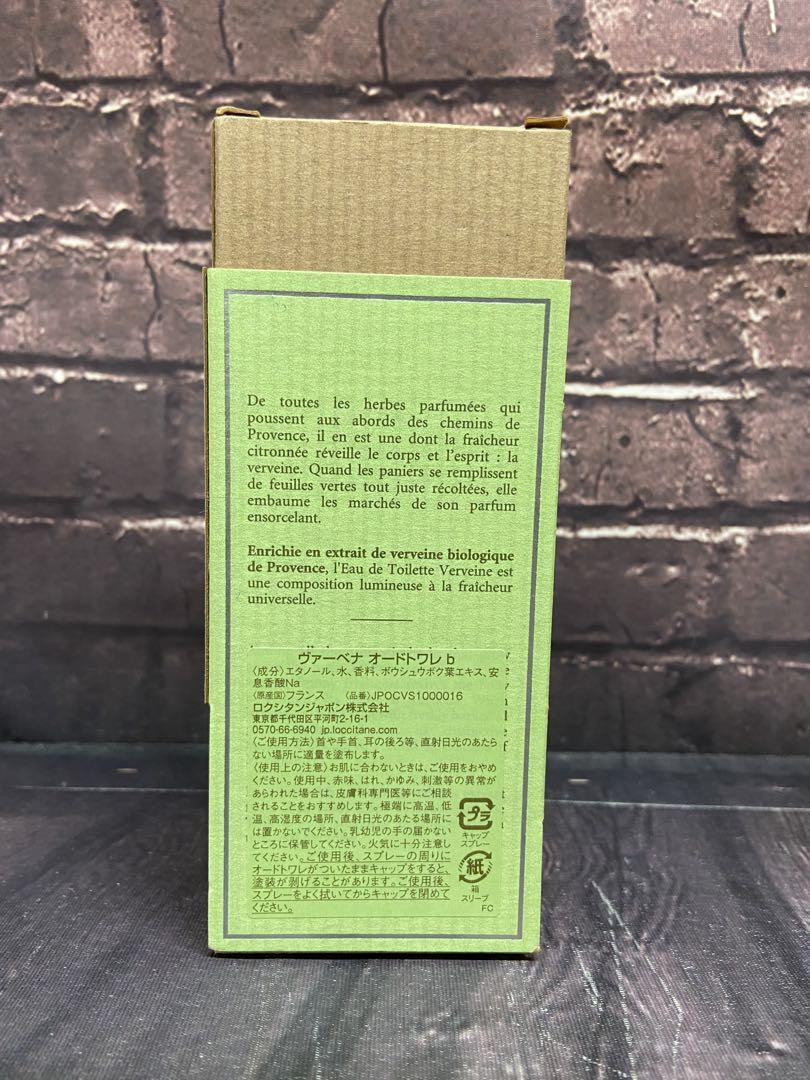 De toutes les herbes parfumées qui
poussent aux abords des chemins de
Provence, il en est une dont la fraîcheur
citronnée réveille le corps et l'esprit : la
verveine. Quand les paniers se remplissent
de feuilles vertes tout juste récoltées, elle
embaume les marchés de son parfum
ensorcelant.
Enrichie en extrait de verveine biologique
de Provence, l'Eau de Toilette Verveine est
une composition lumineuse à la fraîcheur
universelle.
ヴァーベナ オードトワレ b
〈成分〉エタノール、水、香料、ボウシュウボク葉エキス、安
息香酸Na
〈原産国〉フランス 〈品番〉JPOCVS1000016
ロクシタンジャポン株式会社
東京都千代田区平河町2-16-1
0570-66-6940 jp.loccitane.com
〈ご使用方法〉首や手首、耳の後ろ等、直射日光のあたら
ない場所に適量を塗布します。
〈使用上の注意〉お肌に合わないときは、ご使用をおやめ
ください。使用中、赤味、はれ、かゆみ、刺激等の異常が
あらわれた場合は、皮膚科専門医等にご相談
されることをおすすめします。極端に高温、低
温、高湿度の場所、直射日光のあたる場所に
は置かないでください。乳幼児の手の届かない
ところに保管してください。火気に十分注意し
てください。ご使用後、スプレーの周りに
オードトワレがついたままキャップをすると、
塗装が剥げることがあります。ご使用後、
スプレーをよく拭いてからキャップを閉めて
ください。
プラ
キャップ
スプレー
紙
箱
スリーブ
FC